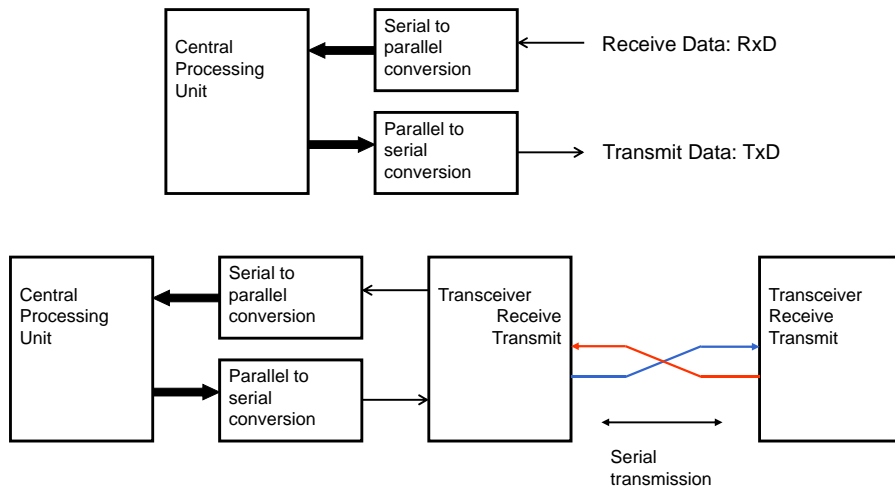 Central
Processing
Unit
Serial to
parallel
conversion
Receive Data: RxD
Parallel to
serial
conversion
Transmit Data: TxD
Central
Processing
Unit
Serial to
parallel
conversion
Parallel to
serial
conversion
Transceiver
Receive
Transmit
Transceiver
Receive
Transmit
Serial
transmission